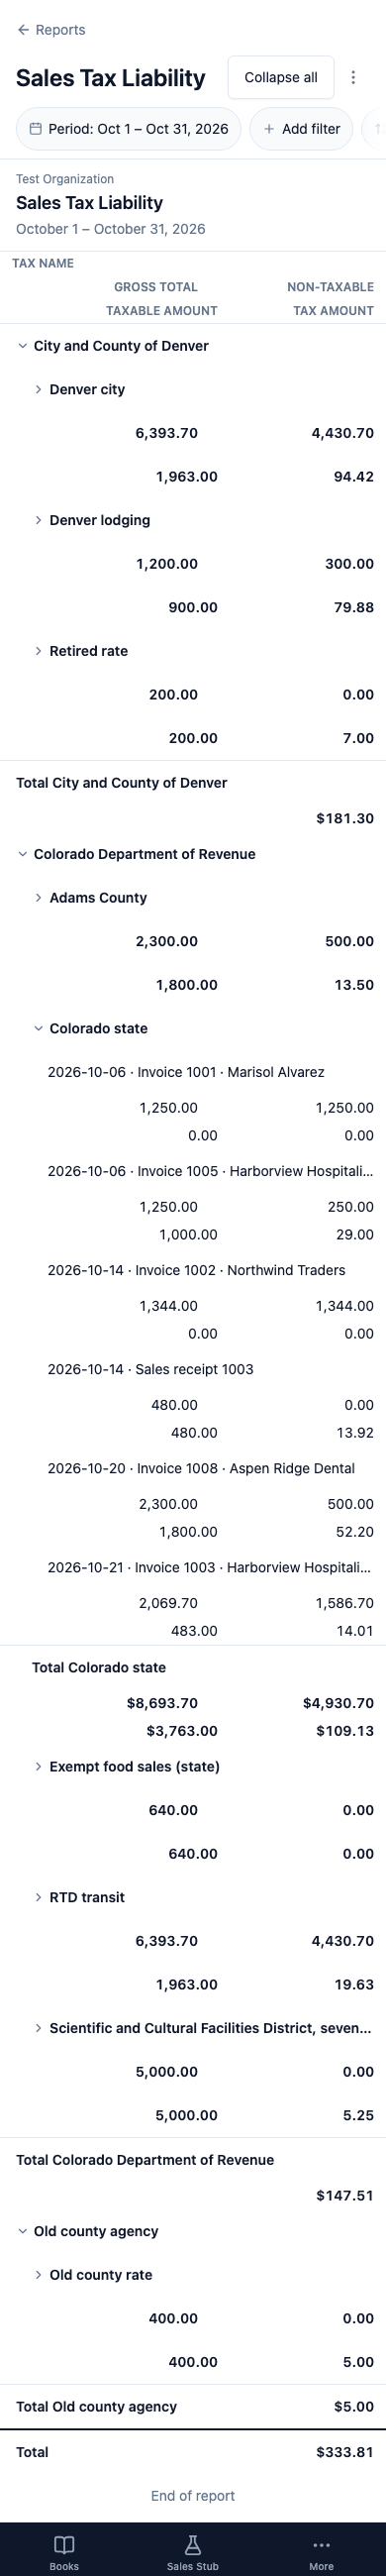 Reports
Sales Tax Liability
Collapse all
Period: Oct 1 – Oct 31, 2026
Add filter
Test Organization
Sales Tax Liability
October 1 – October 31, 2026
TAX NAME
GROSS TOTAL NON-TAXABLE
TAXABLE AMOUNT TAX AMOUNT
City and County of Denver
Denver city
6,393.70 4,430.70
1,963.00 94.42
Denver lodging
1,200.00 300.00
900.00 79.88
Retired rate
200.00 0.00
200.00 7.00
Total City and County of Denver
$181.30
Colorado Department of Revenue
Adams County
2,300.00 500.00
1,800.00 13.50
Colorado state
2026-10-06 · Invoice 1001 · Marisol Alvarez
1,250.00 1,250.00
0.00 0.00
2026-10-06 · Invoice 1005 · Harborview Hospitali...
1,250.00 250.00
1,000.00 29.00
2026-10-14 · Invoice 1002 · Northwind Traders
1,344.00 1,344.00
0.00 0.00
2026-10-14 · Sales receipt 1003
480.00 0.00
480.00 13.92
2026-10-20 · Invoice 1008 · Aspen Ridge Dental
2,300.00 500.00
1,800.00 52.20
2026-10-21 · Invoice 1003 · Harborview Hospitali...
2,069.70 1,586.70
483.00 14.01
Total Colorado state
$8,693.70 $4,930.70
$3,763.00 $109.13
Exempt food sales (state)
640.00 0.00
640.00 0.00
RTD transit
6,393.70 4,430.70
1,963.00 19.63
Scientific and Cultural Facilities District, seven...
5,000.00 0.00
5,000.00 5.25
Total Colorado Department of Revenue
$147.51
Old county agency
Old county rate
400.00 0.00
400.00 5.00
Total Old county agency $5.00
Total $333.81
End of report
Books Sales Stub More